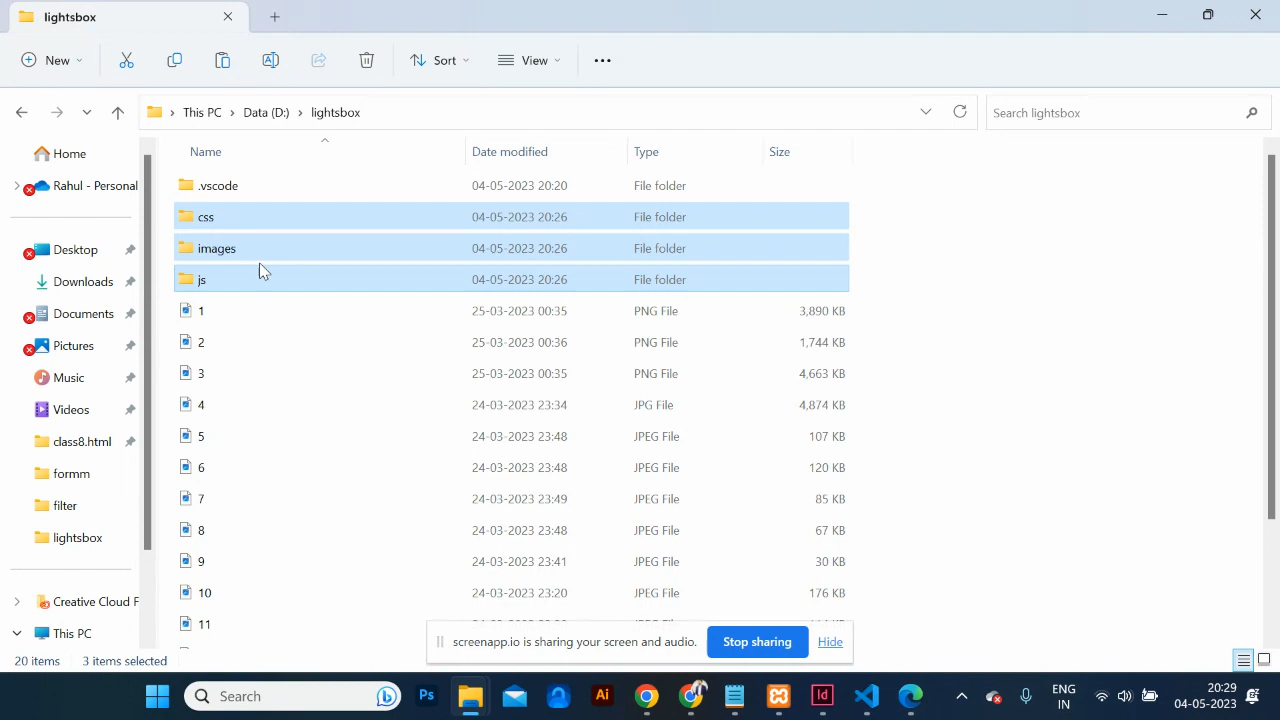 lightsbox
New
Sort
View
This PC > Data (D:) > lightsbox
Search lightsbox
Home
Rahul - Personal
Desktop
Downloads
Documents
Pictures
Music
Videos
class8.html
formm
filter
lightsbox
Creative Cloud F
This PC
Name Date modified Type Size
.vscode 04-05-2023 20:20 File folder
css 04-05-2023 20:26 File folder
images 04-05-2023 20:26 File folder
js 04-05-2023 20:26 File folder
1 25-03-2023 00:35 PNG File 3,890 KB
2 25-03-2023 00:36 PNG File 1,744 KB
3 25-03-2023 00:35 PNG File 4,663 KB
4 24-03-2023 23:34 JPG File 4,874 KB
5 24-03-2023 23:48 JPEG File 107 KB
6 24-03-2023 23:48 JPEG File 120 KB
7 24-03-2023 23:49 JPEG File 85 KB
8 24-03-2023 23:48 JPEG File 67 KB
9 24-03-2023 23:41 JPEG File 30 KB
10 24-03-2023 23:20 JPEG File 176 KB
11
screenapp.io is sharing your screen and audio. Stop sharing Hide
20 items 3 items selected
Search
Ps
Ai
Id
ENG
IN
20:29
04-05-2023